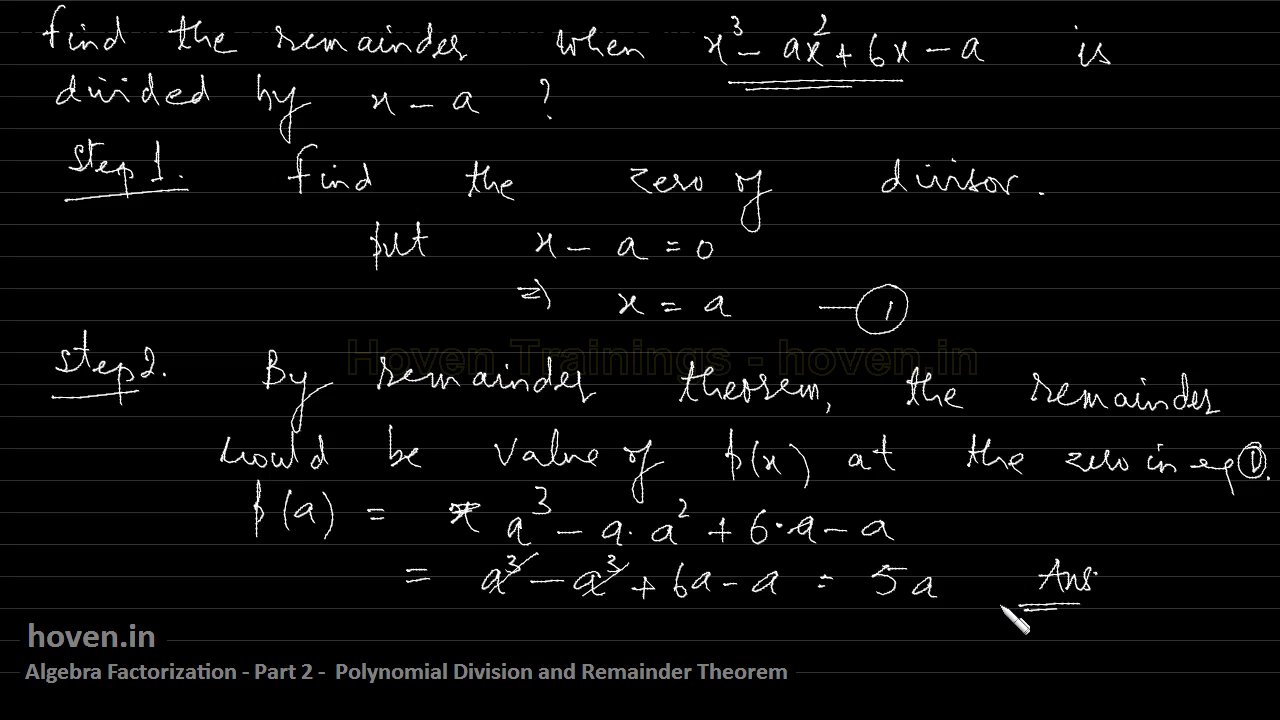 find the remainder when x³ - ax² + 6x - a is
divided by x - a ?
Step 1. find the zero of divisor.
put x - a = 0
⇒ x = a — ①
Hoven Trainings - hoven.in
Step 2. By remainder theorem, the remainder
would be value of p(x) at the zero in eq ①.
p(a) = a³ - a·a² + 6·a - a
= a³ - a³ + 6a - a = 5a Ans.
hoven.in
Algebra Factorization - Part 2 - Polynomial Division and Remainder Theorem